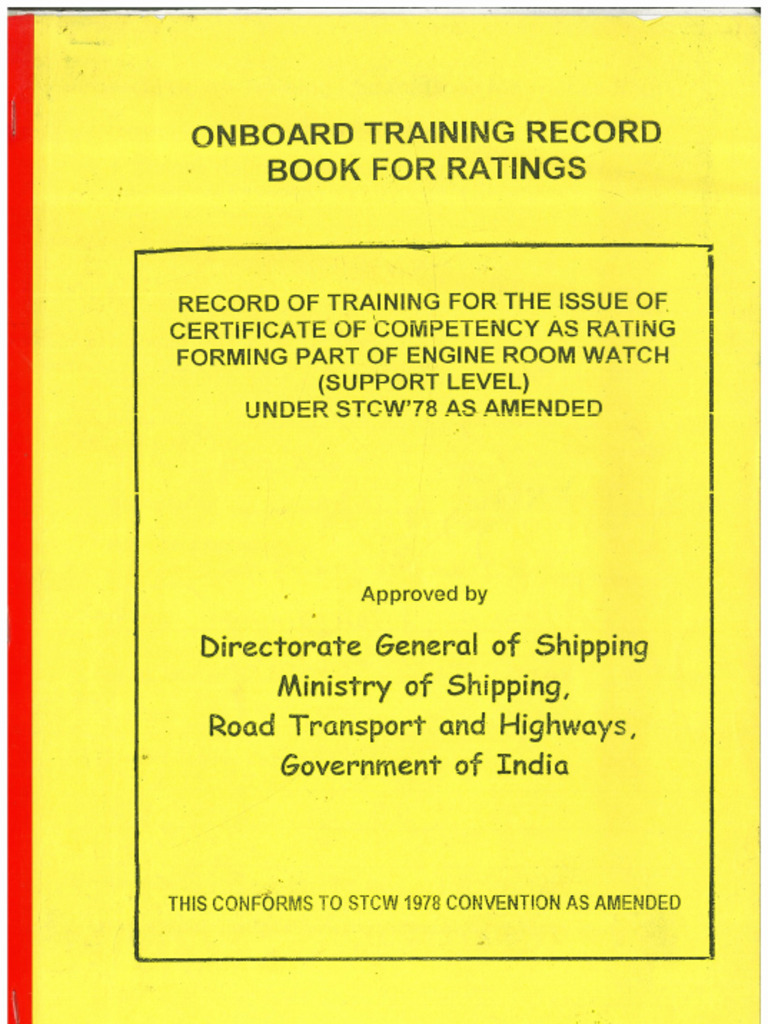 ONBOARD TRAINING RECORD
BOOK FOR RATINGS
RECORD OF TRAINING FOR THE ISSUE OF
CERTIFICATE OF COMPETENCY AS RATING
FORMING PART OF ENGINE ROOM WATCH
(SUPPORT LEVEL)
UNDER STCW'78 AS AMENDED
Approved by
Directorate General of Shipping
Ministry of Shipping,
Road Transport and Highways,
Government of India
THIS CONFORMS TO STCW 1978 CONVENTION AS AMENDED